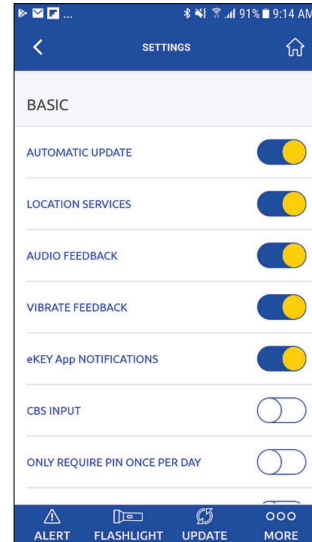 ... 91% 9:14 AM
SETTINGS
BASIC
AUTOMATIC UPDATE
LOCATION SERVICES
AUDIO FEEDBACK
VIBRATE FEEDBACK
eKEY App NOTIFICATIONS
CBS INPUT
ONLY REQUIRE PIN ONCE PER DAY
ALERT FLASHLIGHT UPDATE MORE